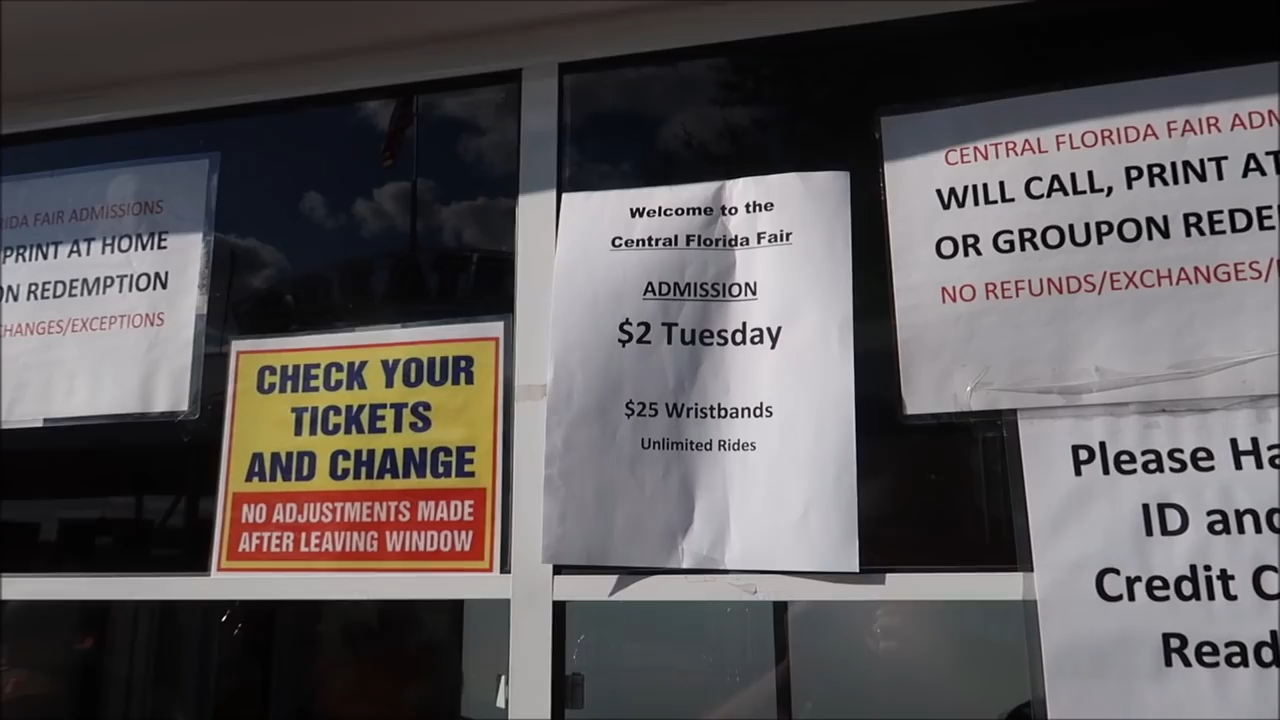 RIDA FAIR ADMISSIONS
PRINT AT HOME
ON REDEMPTION
CHANGES/EXCEPTIONS
CHECK YOUR
TICKETS
AND CHANGE
NO ADJUSTMENTS MADE
AFTER LEAVING WINDOW
Welcome to the
Central Florida Fair
ADMISSION
$2 Tuesday
$25 Wristbands
Unlimited Rides
CENTRAL FLORIDA FAIR ADM
WILL CALL, PRINT AT
OR GROUPON REDE
NO REFUNDS/EXCHANGES/
Please Ha
ID and
Credit C
Read